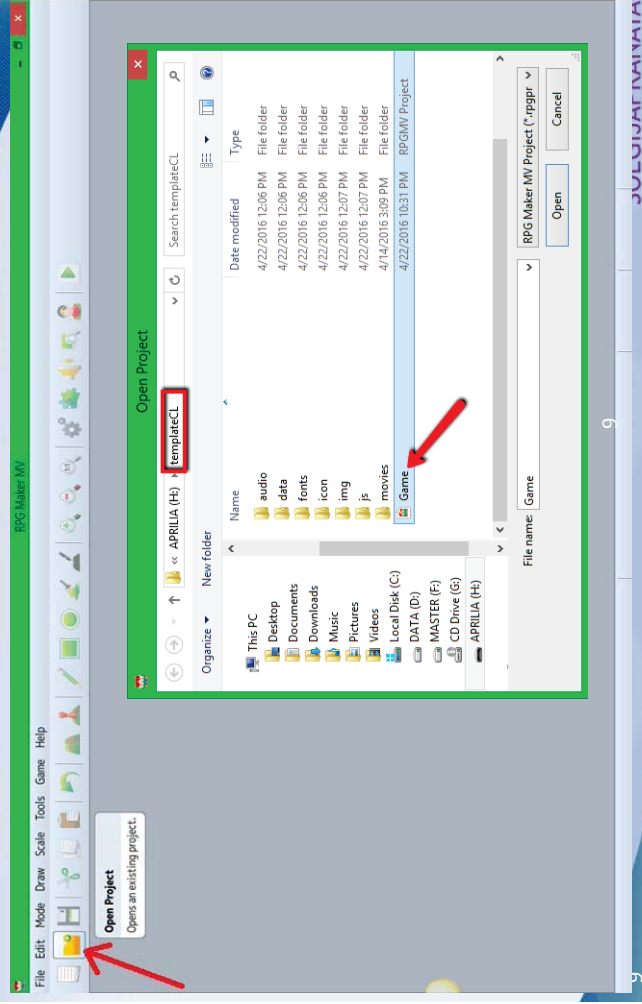 RPG Maker MV
File Edit Mode Draw Scale Tools Game Help
Open Project
Opens an existing project.
Open Project
« APRILIA (H:) ▸ templateCL
Search templateCL
Organize ▾ New folder
Name Date modified Type
This PC
Desktop
Documents
Downloads
Music
Pictures
Videos
Local Disk (C:)
DATA (D:)
MASTER (F:)
CD Drive (G:)
APRILIA (H:)
audio 4/22/2016 12:06 PM File folder
data 4/22/2016 12:06 PM File folder
fonts 4/22/2016 12:06 PM File folder
icon 4/22/2016 12:06 PM File folder
img 4/22/2016 12:07 PM File folder
js 4/22/2016 12:07 PM File folder
movies 4/14/2016 3:09 PM File folder
Game 4/22/2016 10:31 PM RPGMV Project
File name: Game
RPG Maker MV Project (*.rpgpr
Open Cancel
9
9